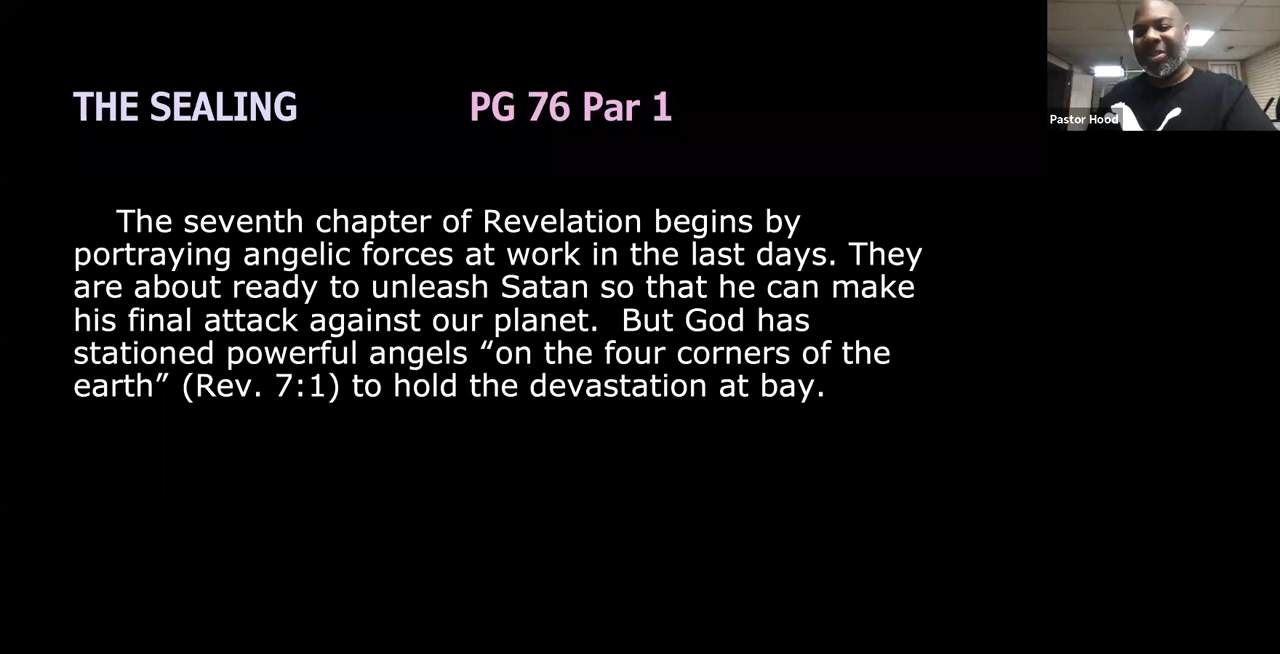 THE SEALING PG 76 Par 1
Pastor Hood
The seventh chapter of Revelation begins by
portraying angelic forces at work in the last days. They
are about ready to unleash Satan so that he can make
his final attack against our planet.  But God has
stationed powerful angels “on the four corners of the
earth” (Rev. 7:1) to hold the devastation at bay.